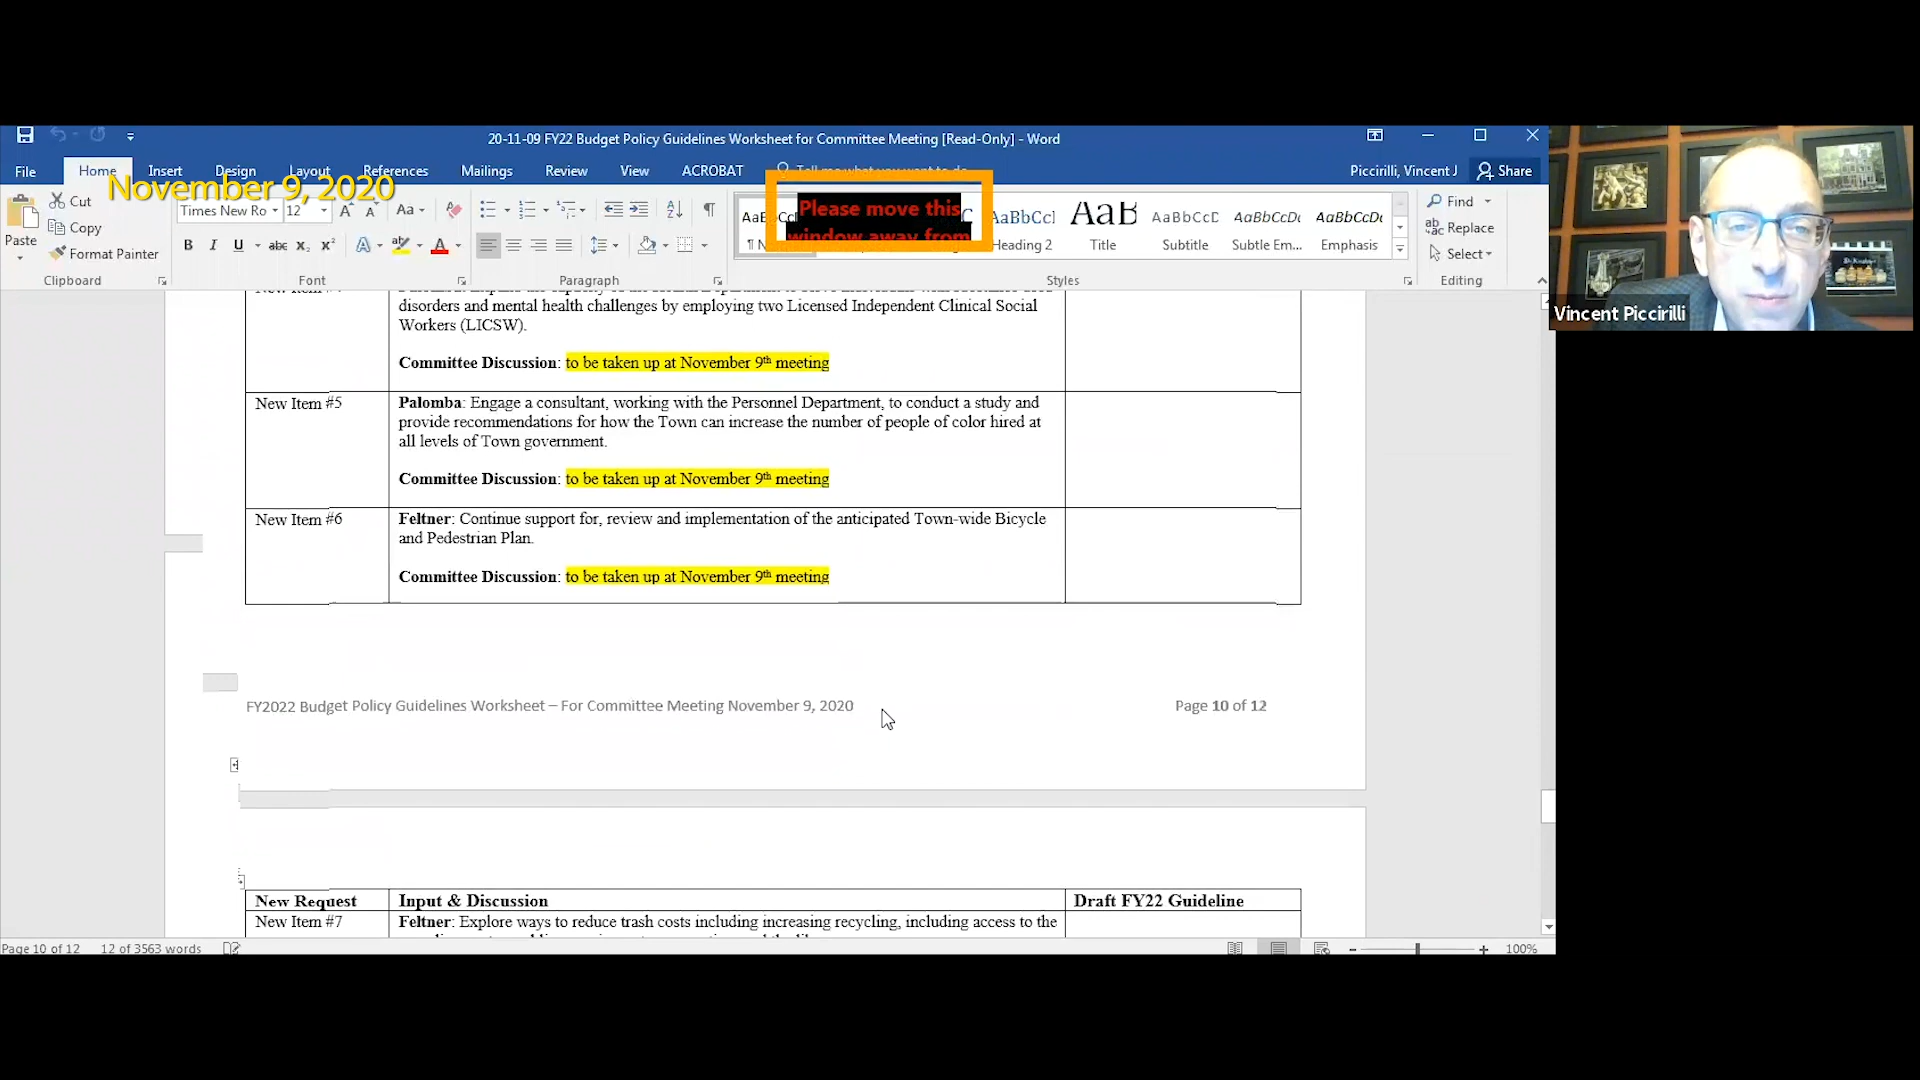 20-11-09 FY22 Budget Policy Guidelines Worksheet for Committee Meeting [Read-Only] - Word
File Home Insert Design Layout References Mailings Review View ACROBAT Tell me what you want to do...
Piccirilli, Vincent J Share
November 9, 2020
Paste
Cut
Copy
Format Painter
Clipboard
Times New Ro 12
Font
Paragraph
Please move this
window away from
Heading 2
Title
Subtitle
Subtle Em...
Emphasis
Styles
Find
Replace
Select
Editing
Vincent Piccirilli
disorders and mental health challenges by employing two Licensed Independent Clinical Social
Workers (LICSW).
Committee Discussion: to be taken up at November 9th meeting
New Item #5
Palomba: Engage a consultant, working with the Personnel Department, to conduct a study and
provide recommendations for how the Town can increase the number of people of color hired at
all levels of Town government.
Committee Discussion: to be taken up at November 9th meeting
New Item #6
Feltner: Continue support for, review and implementation of the anticipated Town-wide Bicycle
and Pedestrian Plan.
Committee Discussion: to be taken up at November 9th meeting
FY2022 Budget Policy Guidelines Worksheet – For Committee Meeting November 9, 2020
Page 10 of 12
New Request Input & Discussion Draft FY22 Guideline
New Item #7
Feltner: Explore ways to reduce trash costs including increasing recycling, including access to the
Page 10 of 12 12 of 3563 words
100%